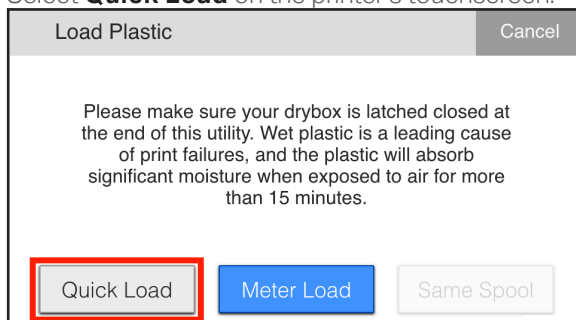 Select Quick Load on the printer's touchscreen.
Load Plastic
Cancel
Please make sure your drybox is latched closed at
the end of this utility. Wet plastic is a leading cause
of print failures, and the plastic will absorb
significant moisture when exposed to air for more
than 15 minutes.
Quick Load
Meter Load
Same Spool